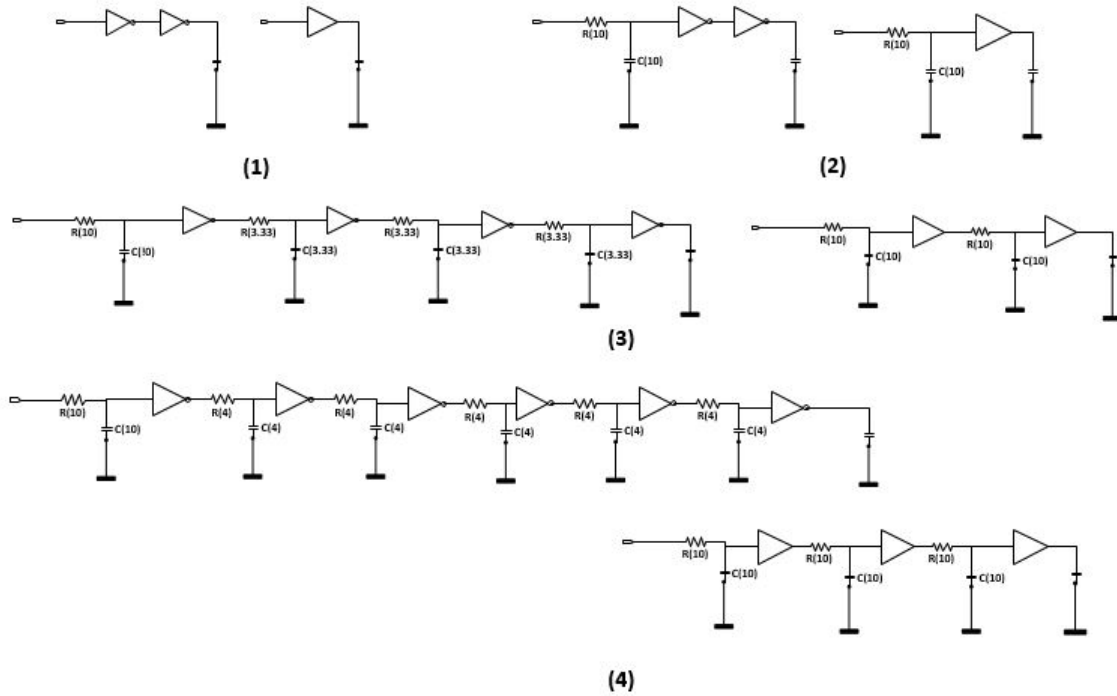 R(10)
C(10)
R(10)
C(10)
(1)
(2)
R(10)
C(!0)
R(3.33)
C(3.33)
R(3.33)
C(3.33)
R(3.33)
C(3.33)
R(10)
C(10)
R(10)
C(10)
(3)
R(10)
C(10)
R(4)
C(4)
R(4)
C(4)
R(4)
C(4)
R(4)
C(4)
R(4)
C(4)
R(10)
C(10)
R(10)
C(10)
R(10)
C(10)
(4)